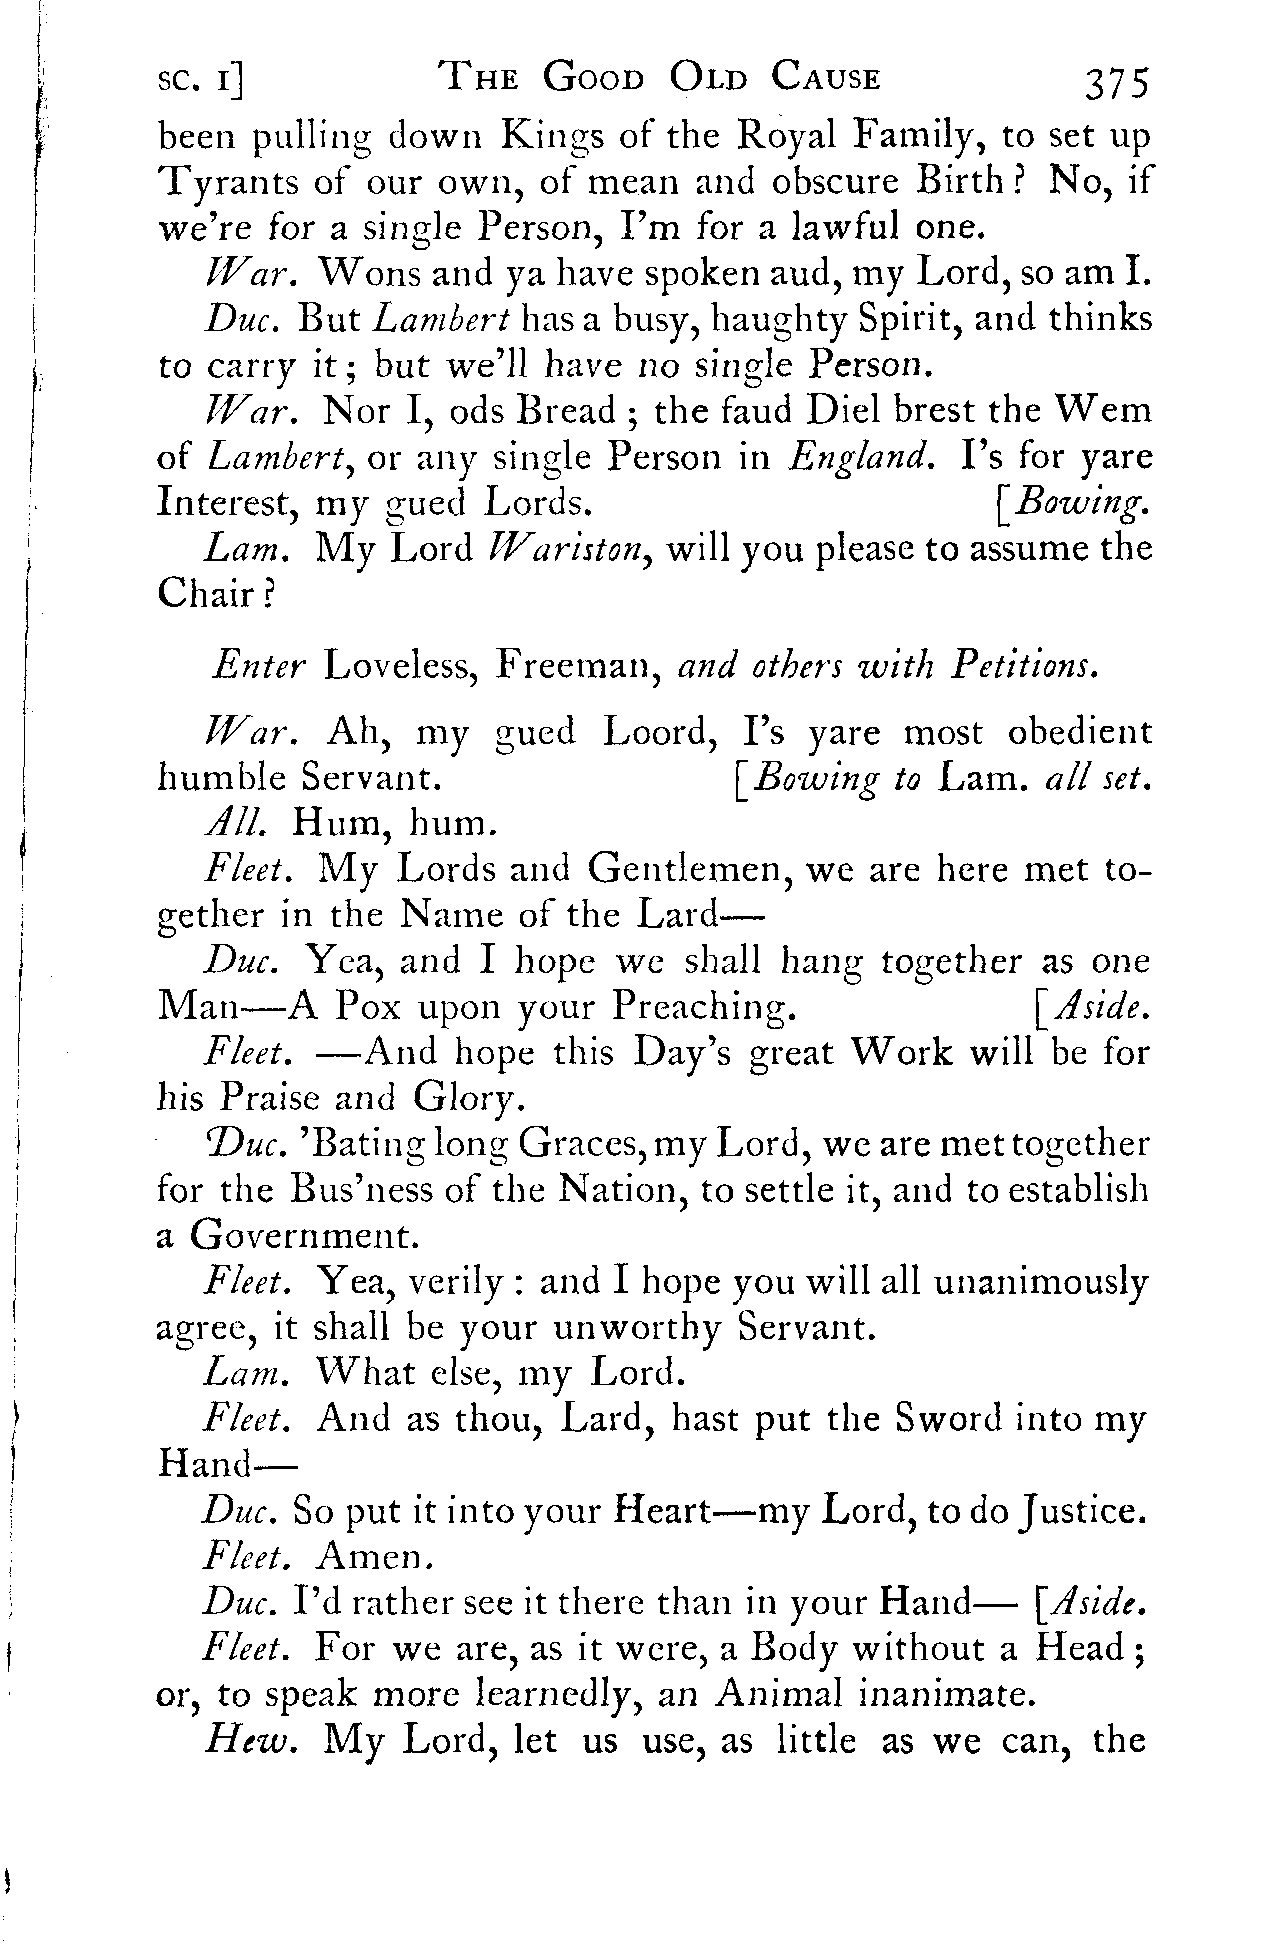 sc. I] The Good Old Cause 375
been pulling down Kings of the Royal Family, to set up
Tyrants of our own, of mean and obscure Birth? No, if
we're for a single Person, I'm for a lawful one.
War. Wons and ya have spoken aud, my Lord, so am I.
Duc. But Lambert has a busy, haughty Spirit, and thinks
to carry it; but we'll have no single Person.
War. Nor I, ods Bread; the faud Diel brest the Wem
of Lambert, or any single Person in England. I's for yare
Interest, my gued Lords. [Bowing.
Lam. My Lord Wariston, will you please to assume the
Chair?
Enter Loveless, Freeman, and others with Petitions.
War. Ah, my gued Loord, I's yare most obedient
humble Servant. [Bowing to Lam. all set.
All. Hum, hum.
Fleet. My Lords and Gentlemen, we are here met to-
gether in the Name of the Lard—
Duc. Yea, and I hope we shall hang together as one
Man—A Pox upon your Preaching. [Aside.
Fleet. —And hope this Day's great Work will be for
his Praise and Glory.
Duc. 'Bating long Graces, my Lord, we are met together
for the Bus'ness of the Nation, to settle it, and to establish
a Government.
Fleet. Yea, verily: and I hope you will all unanimously
agree, it shall be your unworthy Servant.
Lam. What else, my Lord.
Fleet. And as thou, Lard, hast put the Sword into my
Hand—
Duc. So put it into your Heart—my Lord, to do Justice.
Fleet. Amen.
Duc. I'd rather see it there than in your Hand— [Aside.
Fleet. For we are, as it were, a Body without a Head;
or, to speak more learnedly, an Animal inanimate.
Hew. My Lord, let us use, as little as we can, the